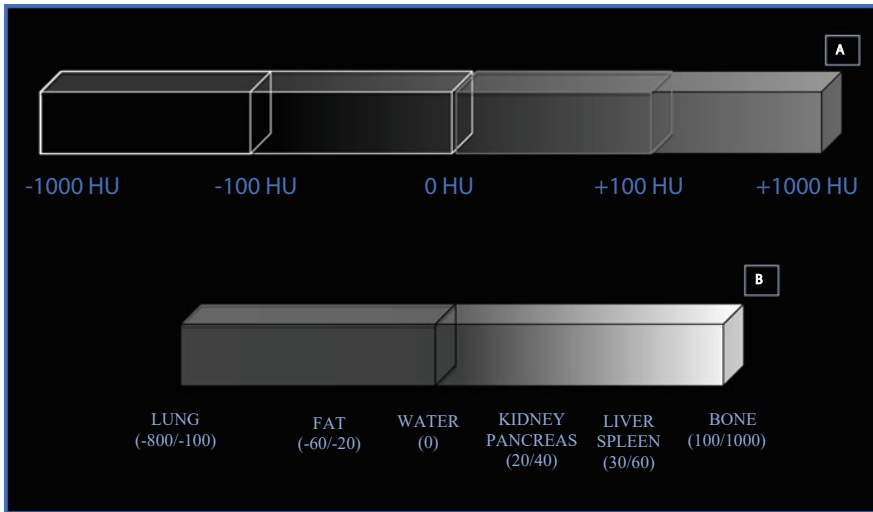 A
-1000 HU -100 HU 0 HU +100 HU +1000 HU
B
LUNG
(-800/-100)
FAT
(-60/-20)
WATER
(0)
KIDNEY
PANCREAS
(20/40)
LIVER
SPLEEN
(30/60)
BONE
(100/1000)